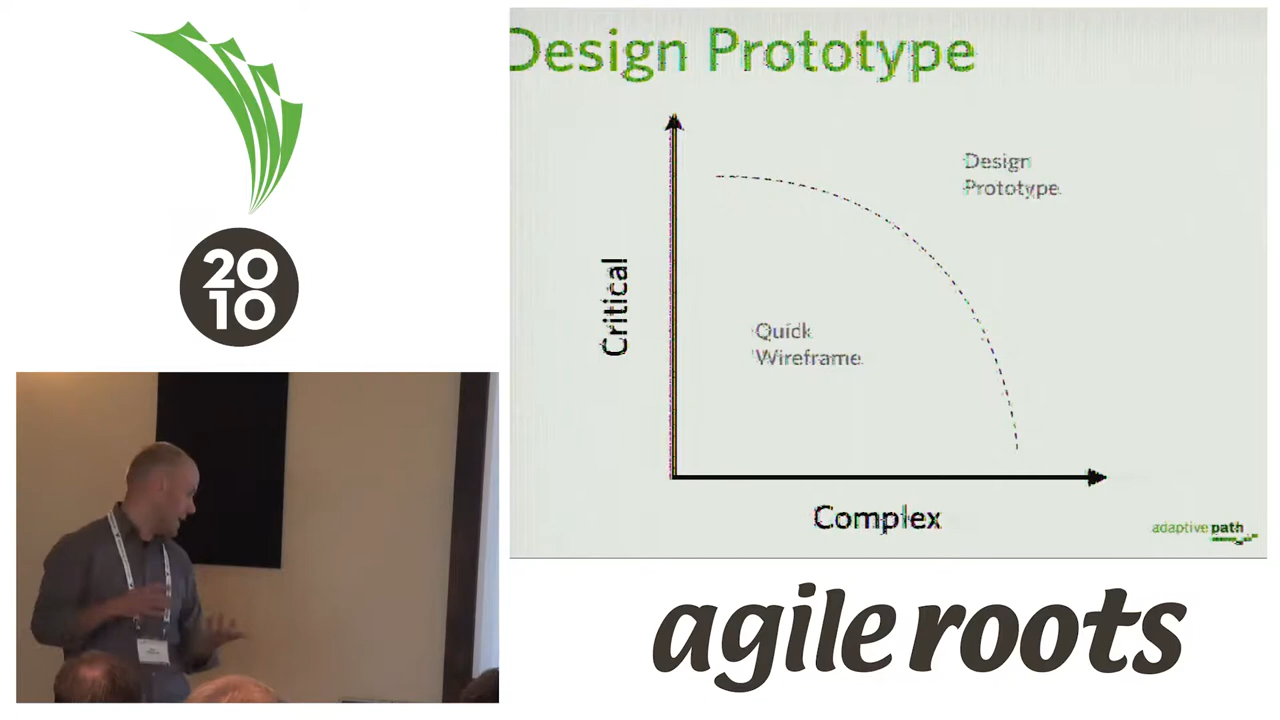 20
10
Design Prototype
Critical
Design
Prototype
Quick
Wireframe
Complex
adaptive path
agile roots